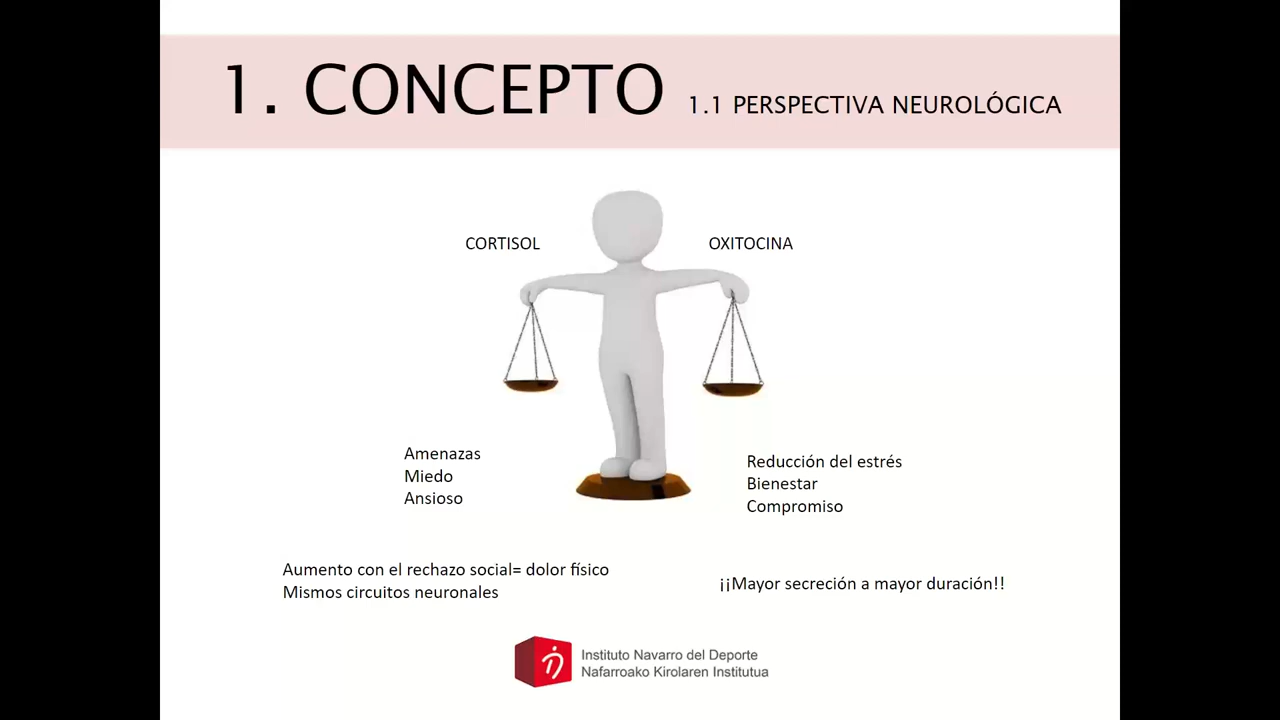 1. CONCEPTO 1.1 PERSPECTIVA NEUROLÓGICA
CORTISOL
OXITOCINA
Amenazas
Miedo
Ansioso
Reducción del estrés
Bienestar
Compromiso
Aumento con el rechazo social= dolor físico
Mismos circuitos neuronales
¡¡Mayor secreción a mayor duración!!
Instituto Navarro del Deporte
Nafarroako Kirolaren Institutua